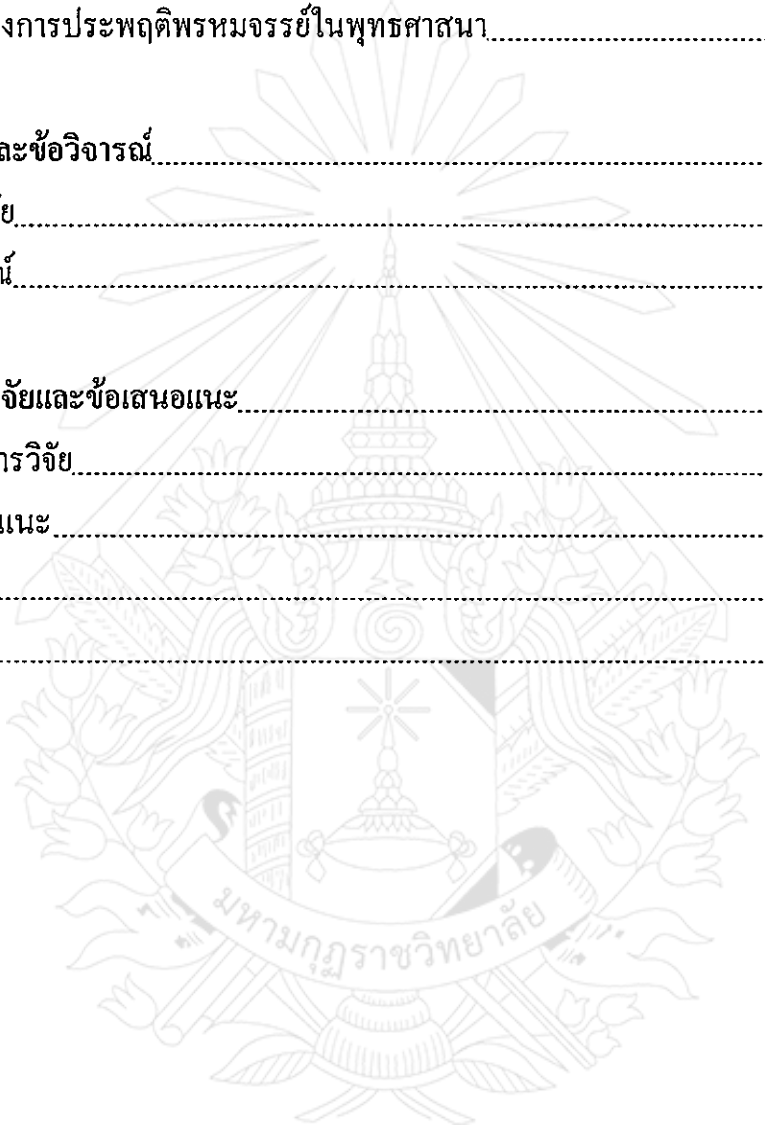 งการประพฤติพรหมจรรย์ในพุทธศาสนา
ละข้อวิจารณ์
ัย
น์
จัยและข้อเสนอแนะ
ารวิจัย
แนะ
มหามกุฏราชวิทยาลัย